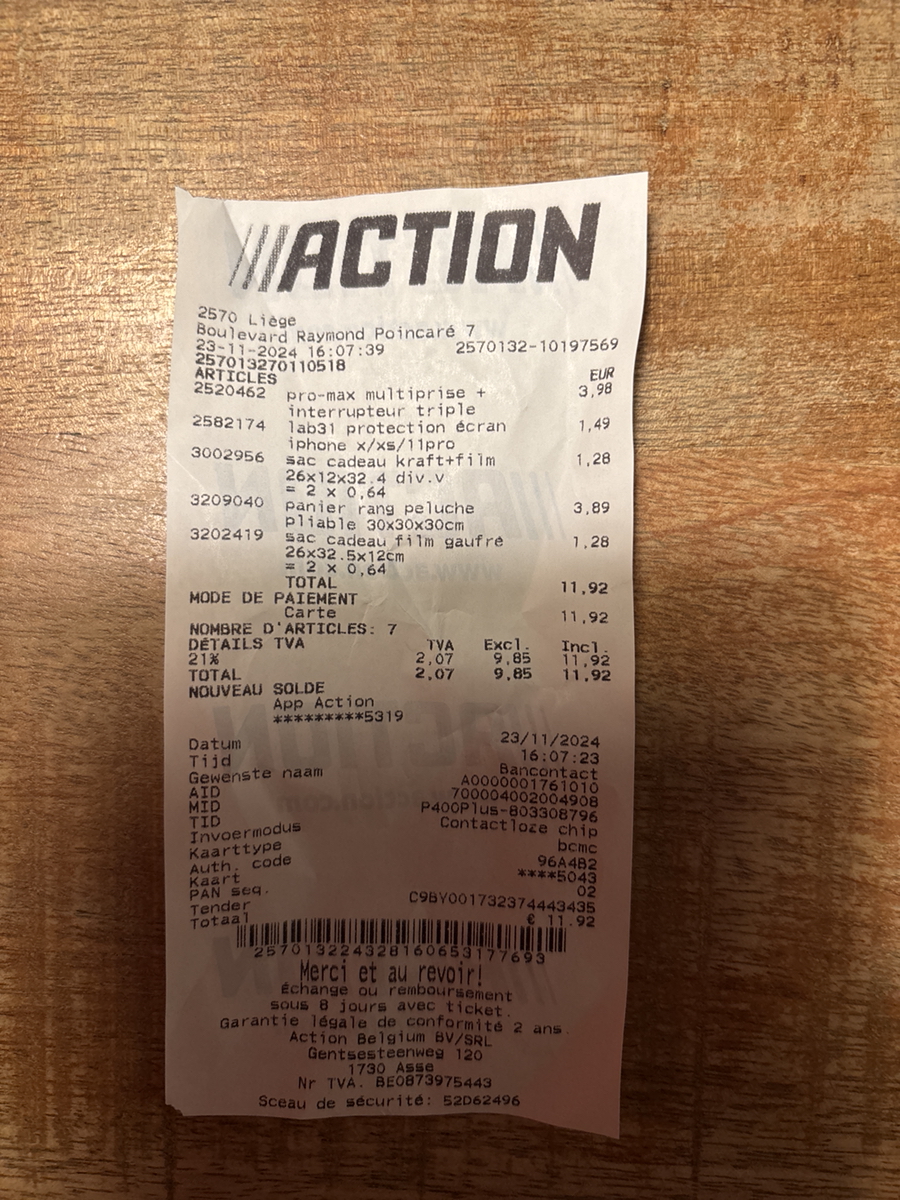 ACTION
2570 Liège
Boulevard Raymond Poincaré 7
23-11-2024 16:07:39 2570132-10197569
257013270110518
ARTICLES EUR
2520462 pro-max multiprise + 3,98
interrupteur triple
2582174 lab31 protection écran 1,49
iphone x/xs/11pro
3002956 sac cadeau kraft+film 1,28
26x12x32.4 div.v
= 2 x 0,64
3209040 panier rang peluche 3,89
pliable 30x30x30cm
3202419 sac cadeau film gaufré 1,28
26x32.5x12cm
= 2 x 0,64
TOTAL 11,92
MODE DE PAIEMENT
Carte 11,92
NOMBRE D'ARTICLES: 7
DÉTAILS TVA TVA Excl. Incl.
21% 2,07 9,85 11,92
TOTAL 2,07 9,85 11,92
NOUVEAU SOLDE
App Action
*********5319
Datum 23/11/2024
Tijd 16:07:23
Gewenste naam Bancontact
AID A0000001761010
MID 700004002004908
TID P400Plus-803308796
Invoermodus Contactloze chip
Kaarttype bcmc
Auth. code 96A4B2
Kaart ****5043
PAN seq. 02
Tender C9BY001732374443435
Totaal € 11.92
257013224328160653177693
Merci et au revoir!
Échange ou remboursement
sous 8 jours avec ticket.
Garantie légale de conformité 2 ans.
Action Belgium BV/SRL
Gentsesteenweg 120
1730 Asse
Nr TVA. BE0873975443
Sceau de sécurité: 52D62496